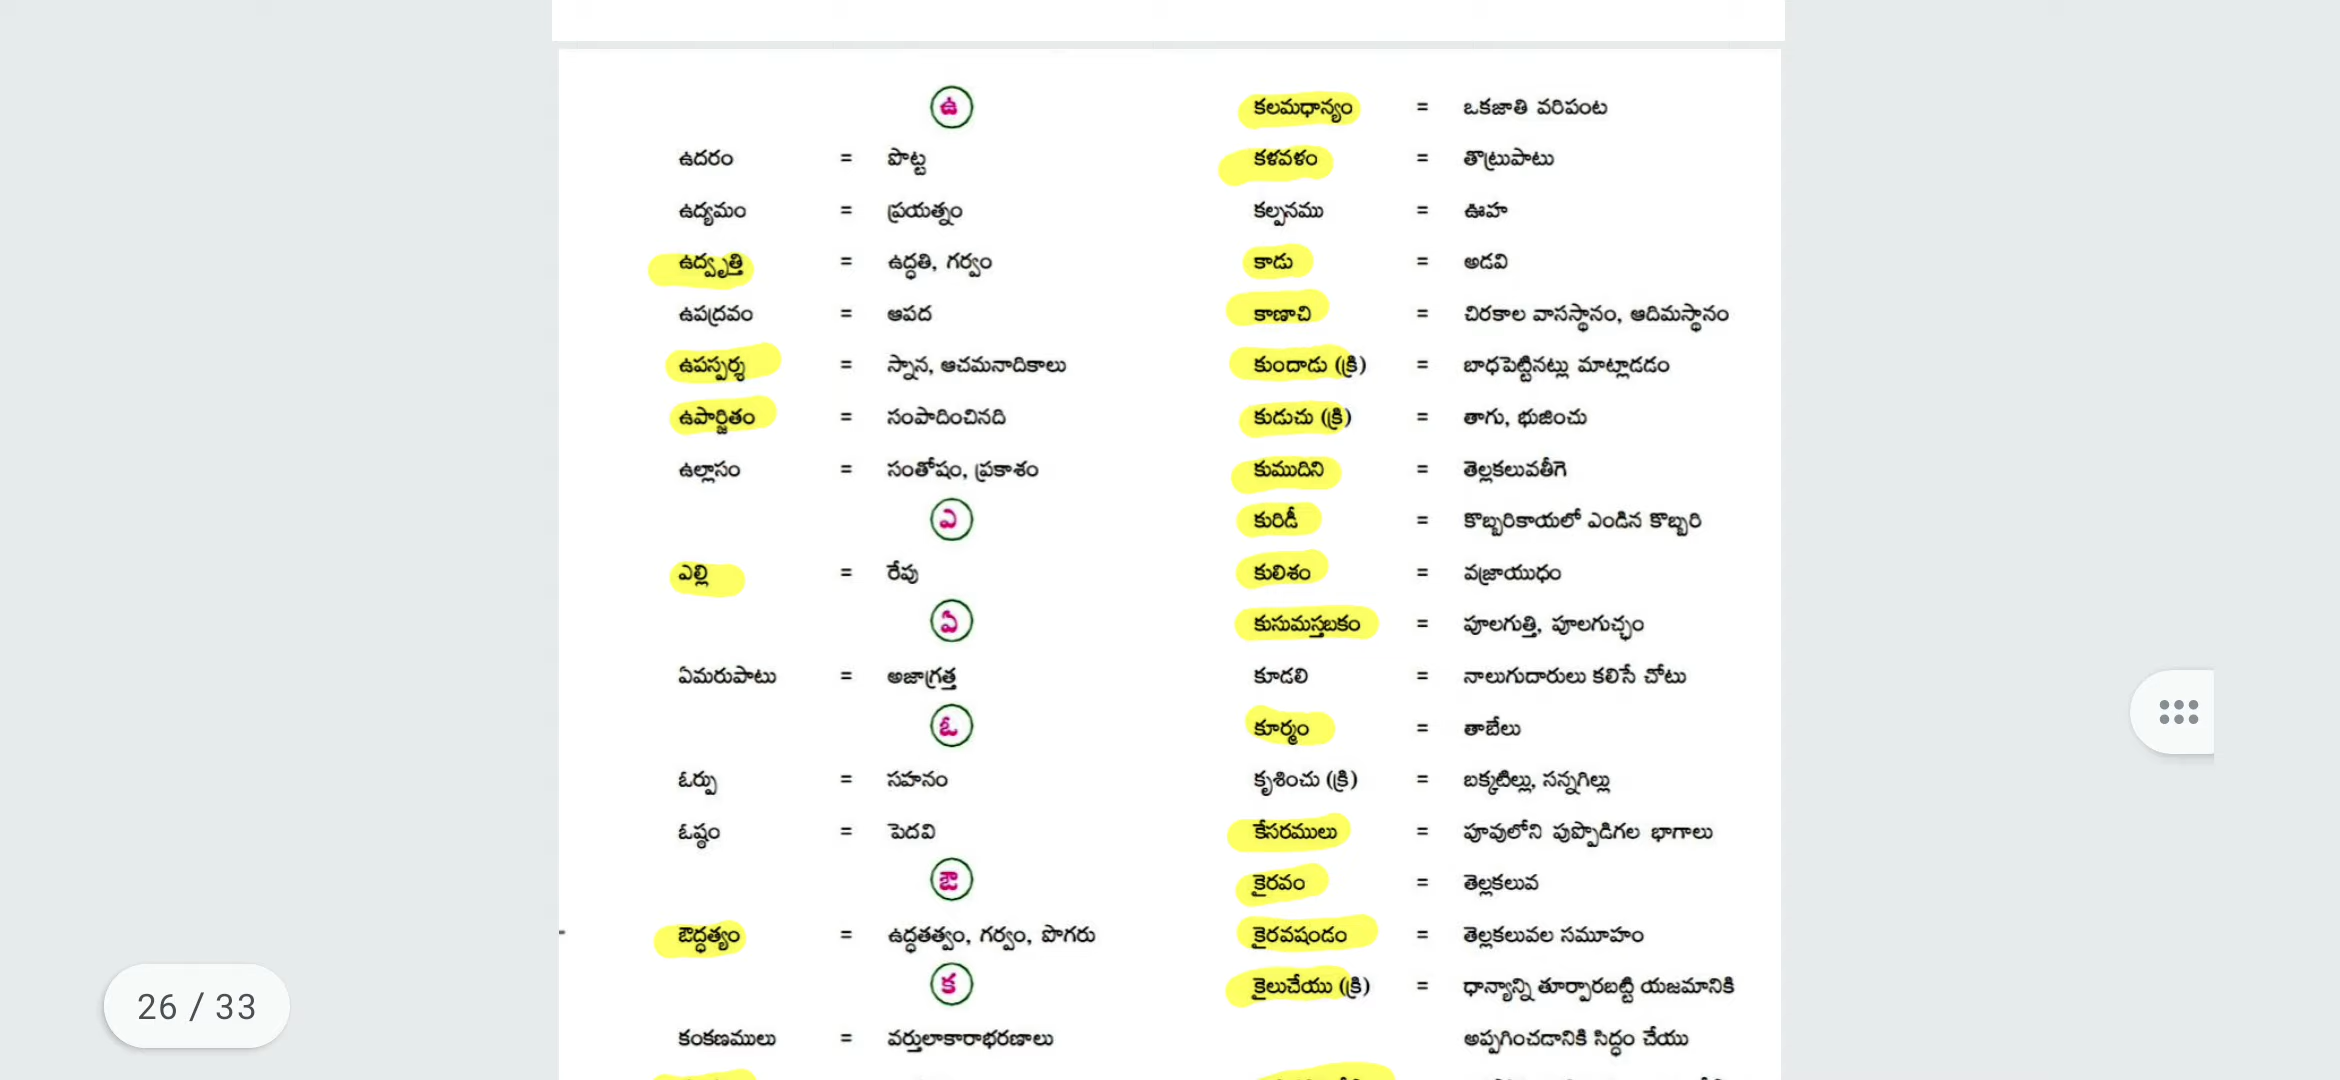 ఉ
ఉదరం = పొట్ట
ఉద్యమం = ప్రయత్నం
ఉద్వృత్తి = ఉద్ధతి, గర్వం
ఉపద్రవం = ఆపద
ఉపస్పర్శ = స్నాన, ఆచమనాదికాలు
ఉపార్జితం = సంపాదించినది
ఉల్లాసం = సంతోషం, ప్రకాశం
ఎ
ఎల్లి = రేపు
ఏ
ఏమరుపాటు = అజాగ్రత్త
ఓ
ఓర్పు = సహనం
ఓష్ఠం = పెదవి
ఔ
ఔద్ధత్యం = ఉద్ధతత్వం, గర్వం, పొగరు
క
కంకణములు = వర్తులాకారాభరణాలు
కలమధాన్యం = ఒకజాతి వరిపంట
కళవళం = తొట్రుపాటు
కల్పనము = ఊహ
కాడు = అడవి
కాణాచి = చిరకాల వాసస్థానం, ఆదిమస్థానం
కుందాడు (క్రి) = బాధపెట్టినట్లు మాట్లాడడం
కుడుచు (క్రి) = తాగు, భుజించు
కుముదిని = తెల్లకలువతీగె
కురిడీ = కొబ్బరికాయలో ఎండిన కొబ్బరి
కులిశం = వజ్రాయుధం
కుసుమస్తబకం = పూలగుత్తి, పూలగుచ్ఛం
కూడలి = నాలుగుదారులు కలిసే చోటు
కూర్మం = తాబేలు
కృశించు (క్రి) = బక్కటిల్లు, సన్నగిల్లు
కేసరములు = పూవులోని పుప్పొడిగల భాగాలు
కైరవం = తెల్లకలువ
కైరవషండం = తెల్లకలువల సమూహం
కైలుచేయు (క్రి) = ధాన్యాన్ని తూర్పారబట్టి యజమానికి
అప్పగించడానికి సిద్ధం చేయు
26 / 33